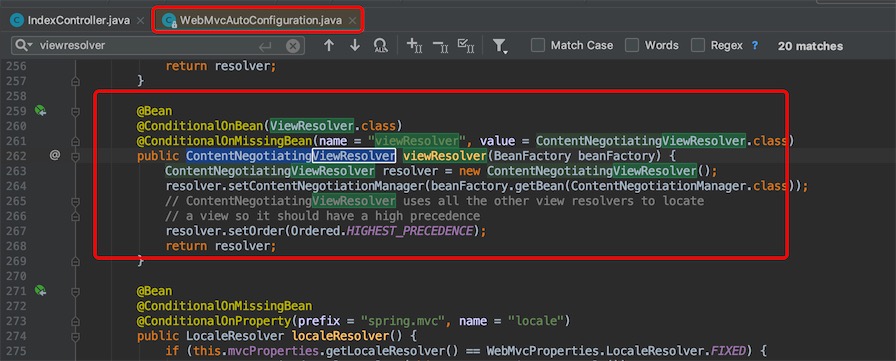 IndexController.java × WebMvcAutoConfiguration.java ×
viewresolver Match Case Words Regex ? 20 matches
256 return resolver;
257 }
258
259 @Bean
260 @ConditionalOnBean(ViewResolver.class)
261 @ConditionalOnMissingBean(name = "viewResolver", value = ContentNegotiatingViewResolver.class)
262 @ public ContentNegotiatingViewResolver viewResolver(BeanFactory beanFactory) {
263 ContentNegotiatingViewResolver resolver = new ContentNegotiatingViewResolver();
264 resolver.setContentNegotiationManager(beanFactory.getBean(ContentNegotiationManager.class));
265 // ContentNegotiatingViewResolver uses all the other view resolvers to locate
266 // a view so it should have a high precedence
267 resolver.setOrder(Ordered.HIGHEST_PRECEDENCE);
268 return resolver;
269 }
270
271 @Bean
272 @ConditionalOnMissingBean
273 @ConditionalOnProperty(prefix = "spring.mvc", name = "locale")
274 public LocaleResolver localeResolver() {
275 if (this.mvcProperties.getLocaleResolver() == WebMvcProperties.LocaleResolver.FIXED) {